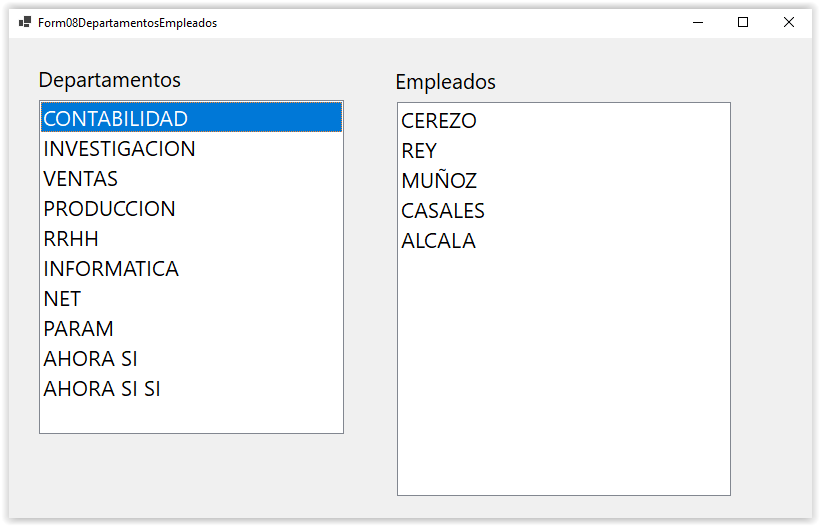 Form08DepartamentosEmpleados
Departamentos
CONTABILIDAD
INVESTIGACION
VENTAS
PRODUCCION
RRHH
INFORMATICA
NET
PARAM
AHORA SI
AHORA SI SI
Empleados
CEREZO
REY
MUÑOZ
CASALES
ALCALA